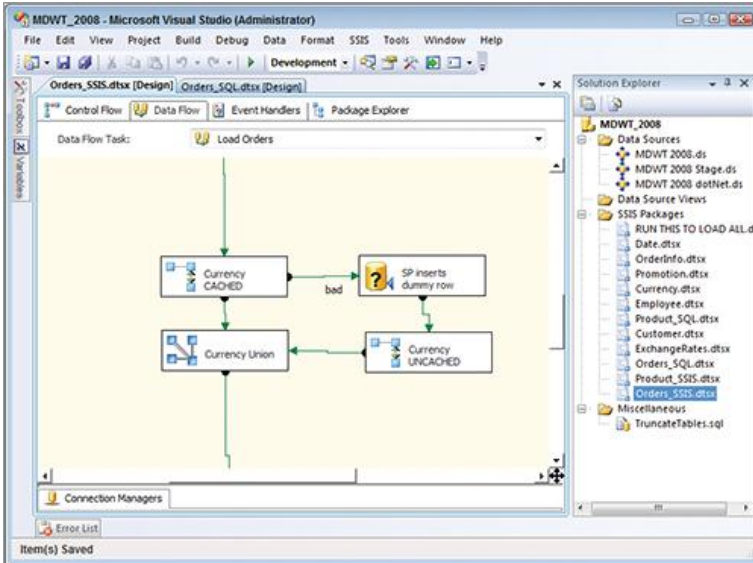 MDWT_2008 - Microsoft Visual Studio (Administrator)
File Edit View Project Build Debug Data Format SSIS Tools Window Help
Development
Toolbox
Variables
Orders_SSIS.dtsx [Design] Orders_SQL.dtsx [Design]
Control Flow Data Flow Event Handlers Package Explorer
Data Flow Task: Load Orders
Currency
CACHED
bad
SP inserts
dummy row
Currency Union
Currency
UNCACHED
Connection Managers
Error List
Item(s) Saved
Solution Explorer
MDWT_2008
Data Sources
MDWT 2008.ds
MDWT 2008 Stage.ds
MDWT 2008 dotNet.ds
Data Source Views
SSIS Packages
RUN THIS TO LOAD ALL.d
Date.dtsx
OrderInfo.dtsx
Promotion.dtsx
Currency.dtsx
Employee.dtsx
Product_SQL.dtsx
Customer.dtsx
ExchangeRates.dtsx
Orders_SQL.dtsx
Product_SSIS.dtsx
Orders_SSIS.dtsx
Miscellaneous
TruncateTables.sql